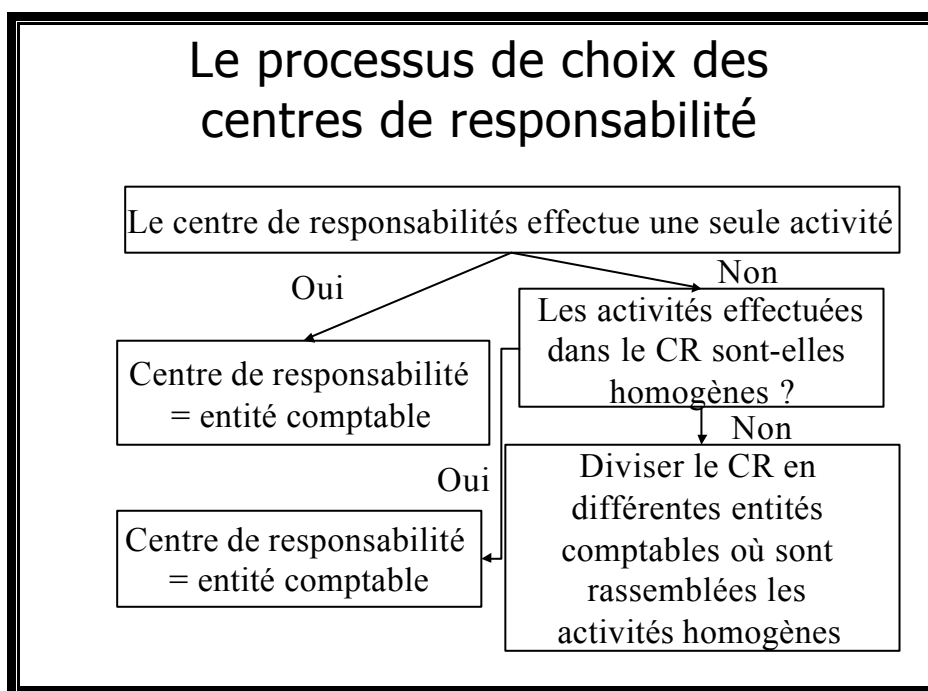 Le processus de choix des
centres de responsabilité
Le centre de responsabilités effectue une seule activité
Oui
Non
Les activités effectuées
dans le CR sont-elles
homogènes ?
Centre de responsabilité
= entité comptable
Non
Oui
Diviser le CR en
différentes entités
comptables où sont
rassemblées les
activités homogènes
Centre de responsabilité
= entité comptable